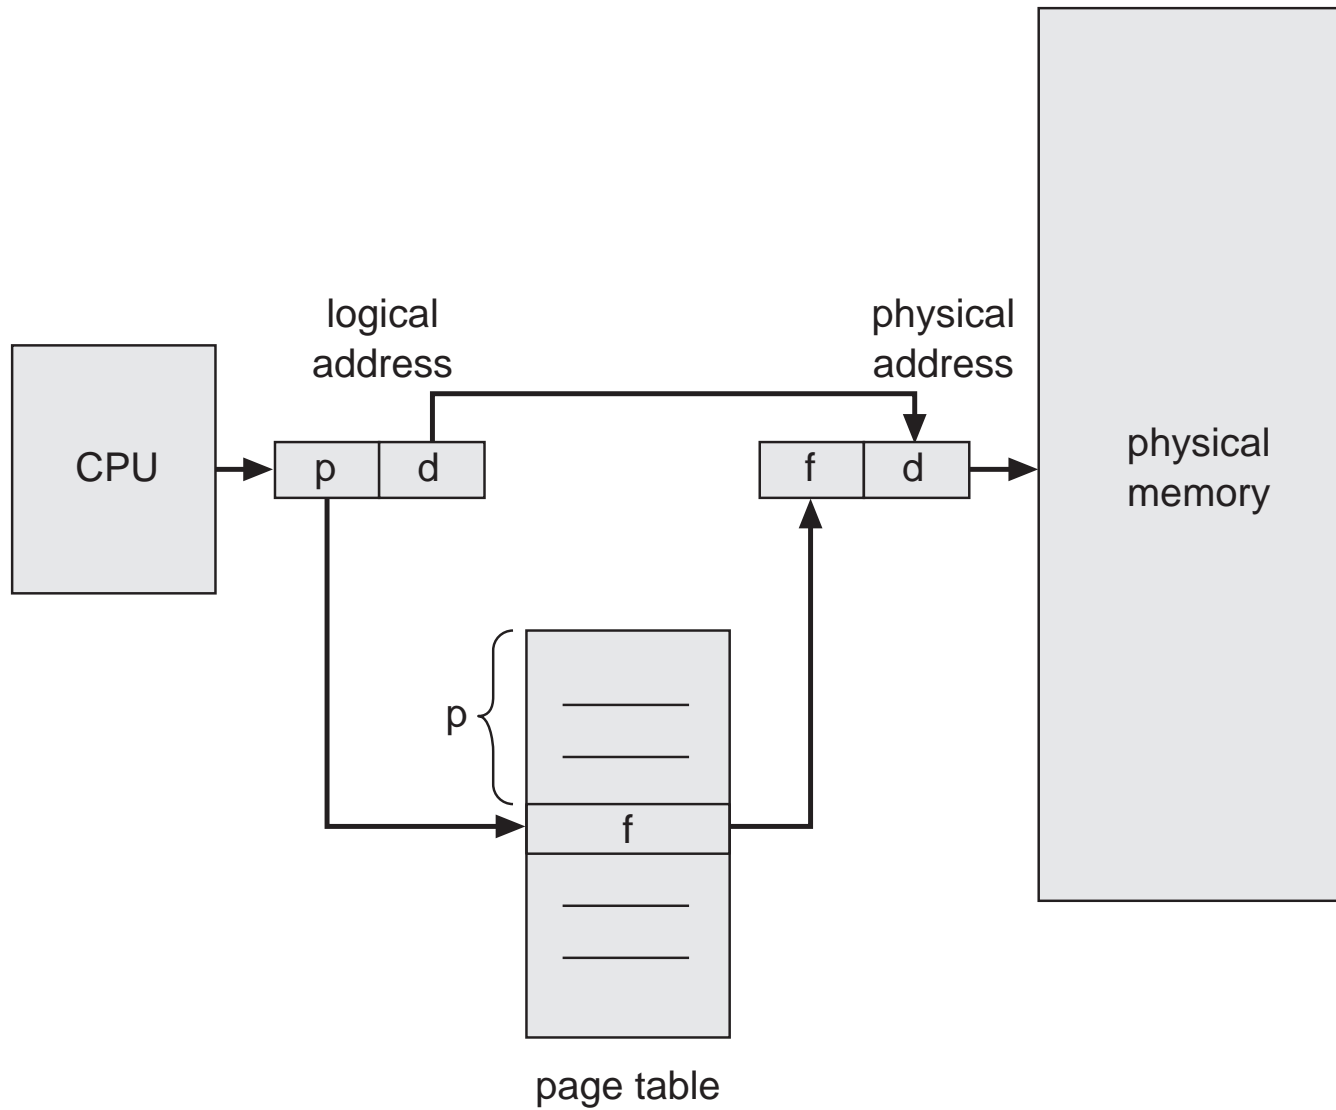 logical
address
physical
address
CPU
p
d
f
d
physical
memory
p
f
page table